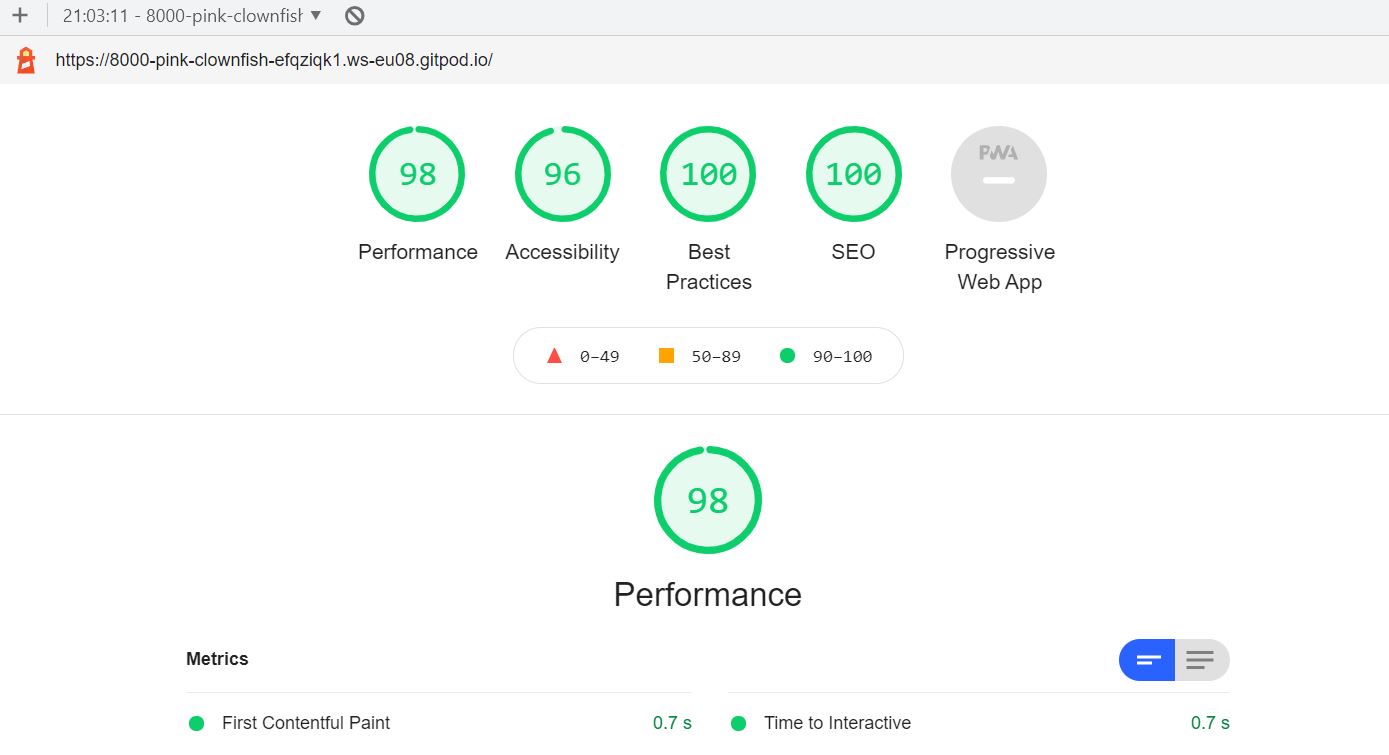 21:03:11 - 8000-pink-clownfish
https://8000-pink-clownfish-efqziqk1.ws-eu08.gitpod.io/
98 96 100 100 PWA
Performance Accessibility Best Practices SEO Progressive Web App
0–49 50–89 90–100
98
Performance
Metrics
First Contentful Paint 0.7 s Time to Interactive 0.7 s